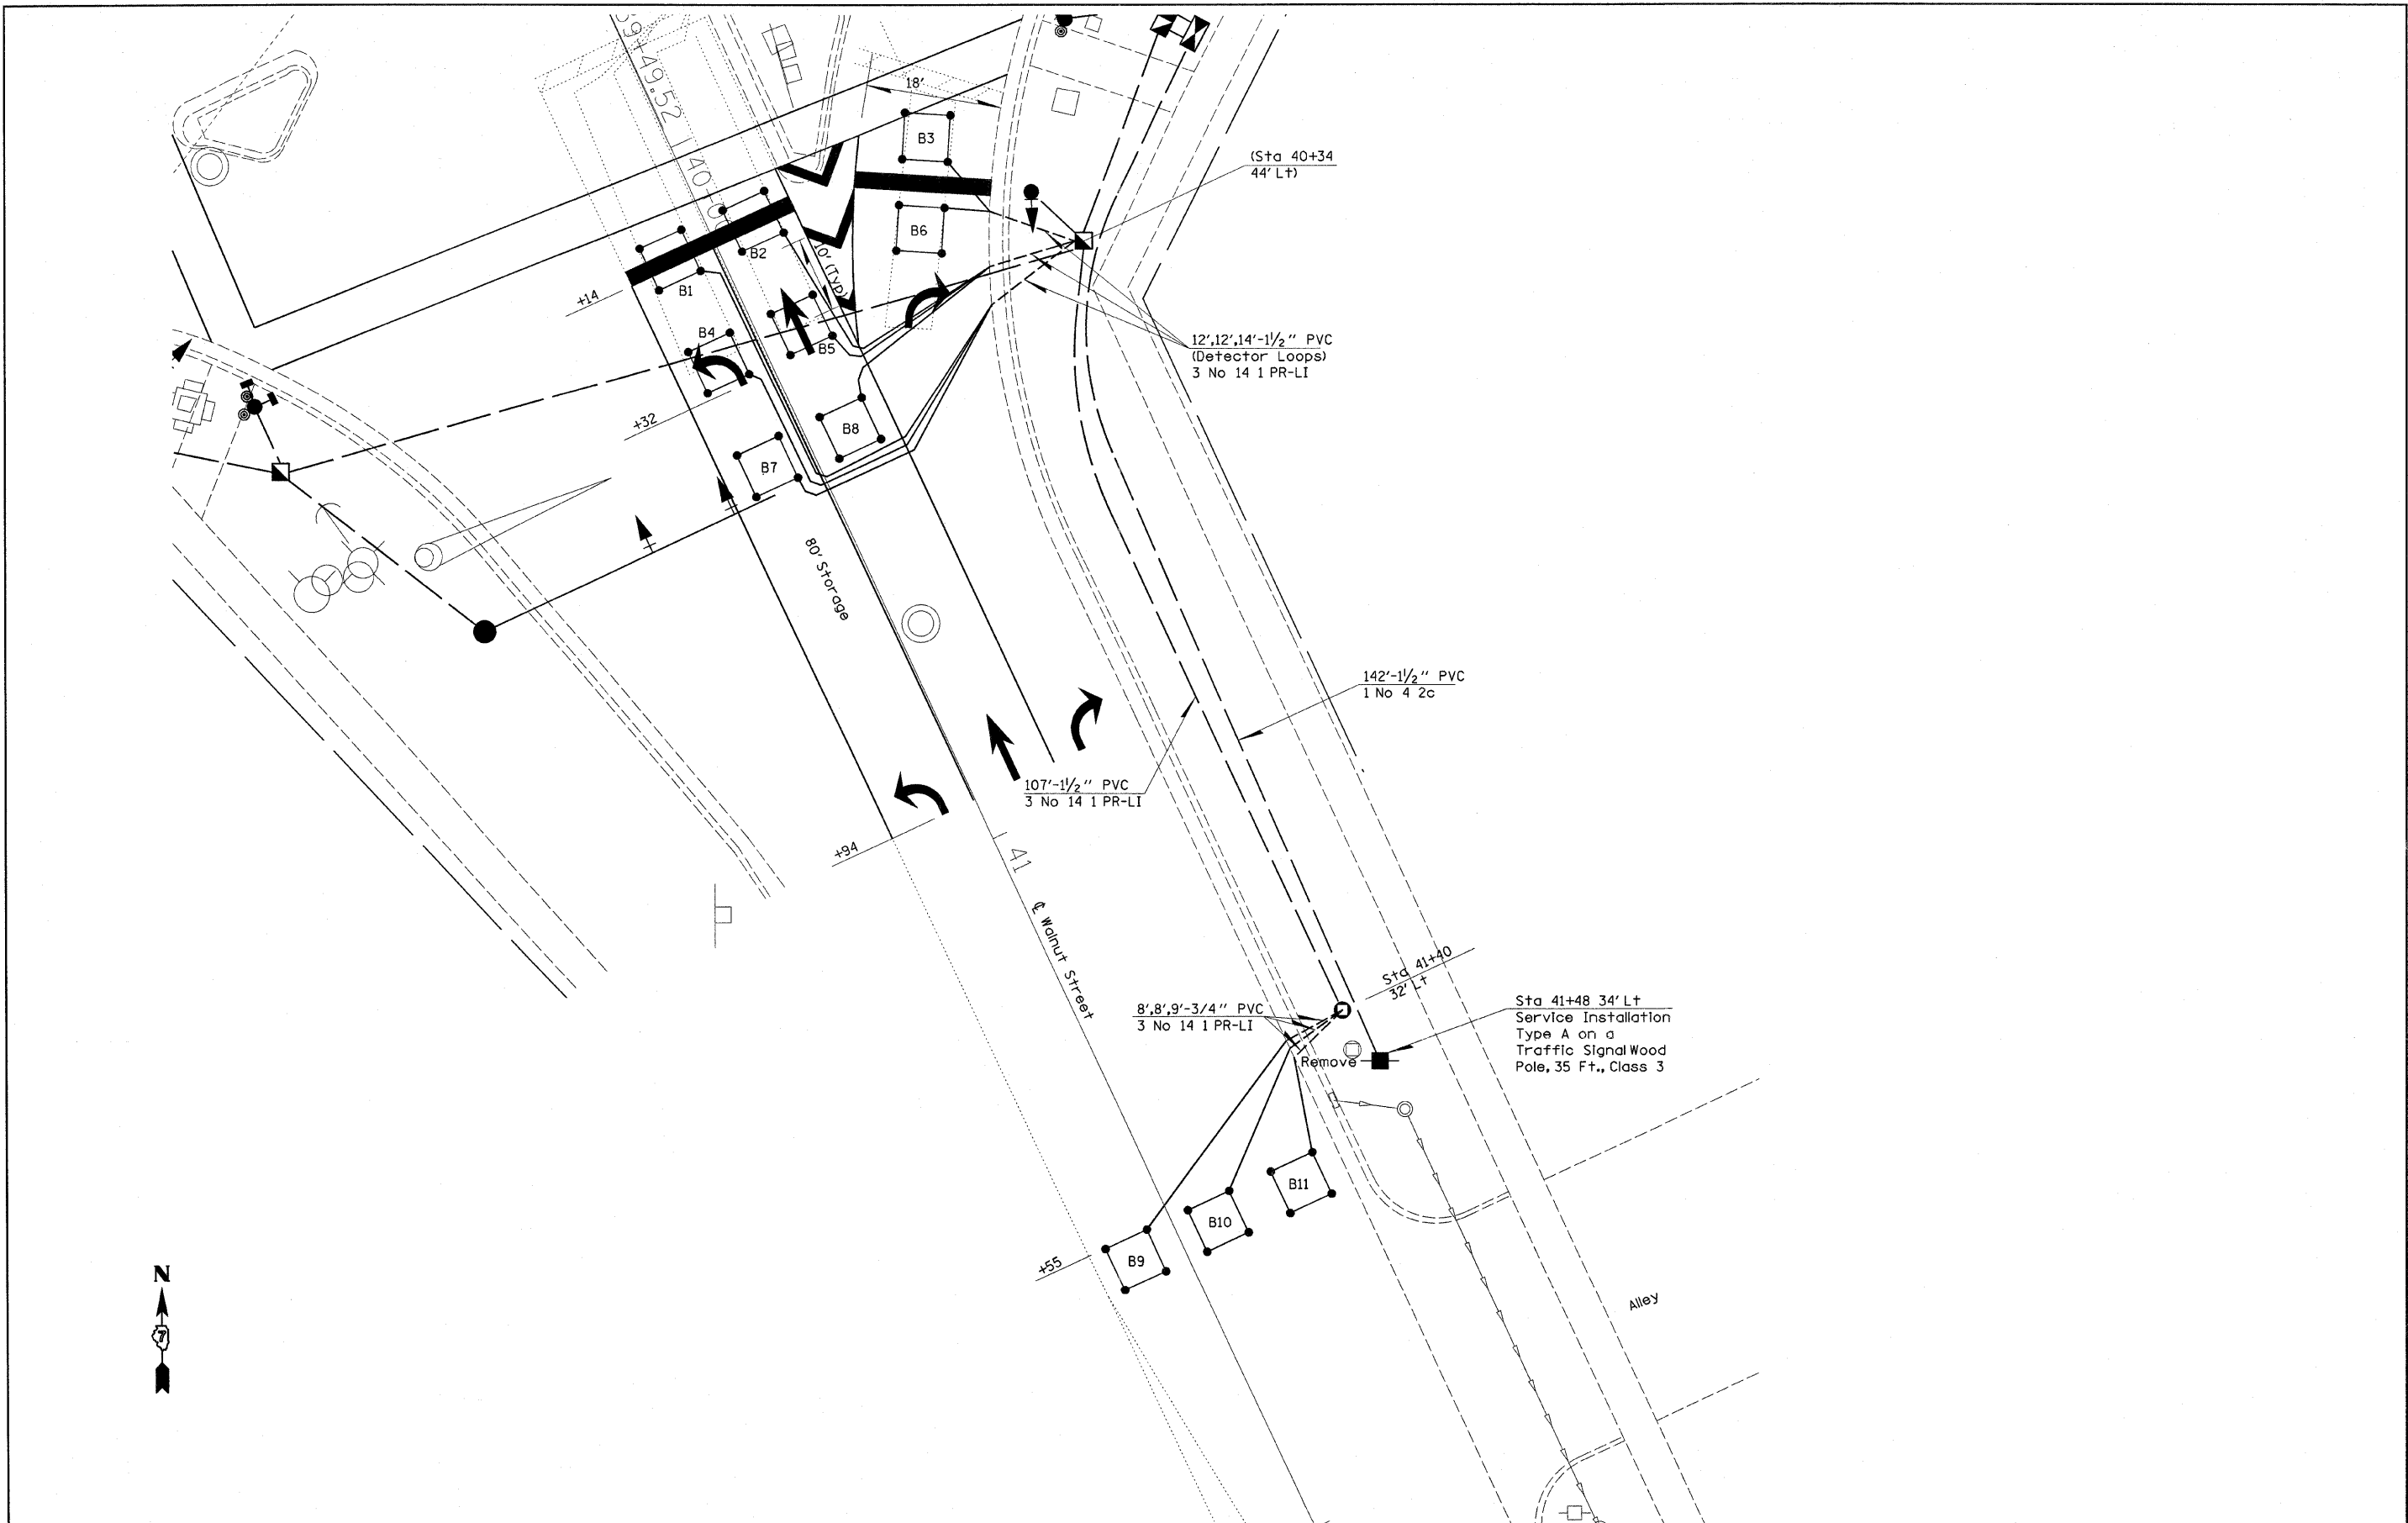 39+49.52
40
18'
B3
(Sta 40+34
44' Lt)
B2
B6
10' (Typ)
B1
+14
B4
B5
12',12',14'-1½" PVC
(Detector Loops)
3 No 14 1 PR-LI
+32
B8
B7
80' Storage
142'-1½" PVC
1 No 4 2c
107'-1½" PVC
3 No 14 1 PR-LI
+94
41
℄ Walnut Street
Sta 41+40
32' Lt
8',8',9'-3/4" PVC
3 No 14 1 PR-LI
Remove
Sta 41+48 34' Lt
Service Installation
Type A on a
Traffic Signal Wood
Pole, 35 Ft., Class 3
B11
B10
B9
+55
Alley
N
7